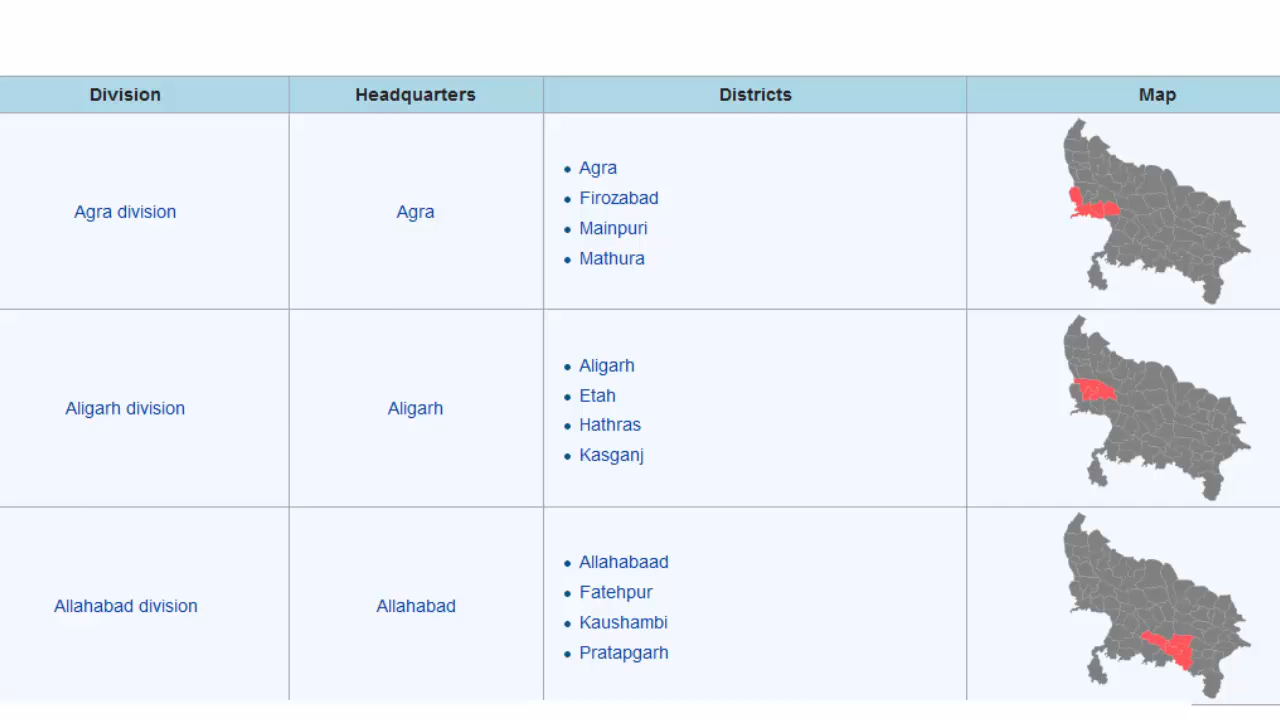 Division Headquarters Districts Map
Agra division
Agra
Agra
Firozabad
Mainpuri
Mathura
Aligarh division
Aligarh
Aligarh
Etah
Hathras
Kasganj
Allahabad division
Allahabad
Allahabaad
Fatehpur
Kaushambi
Pratapgarh